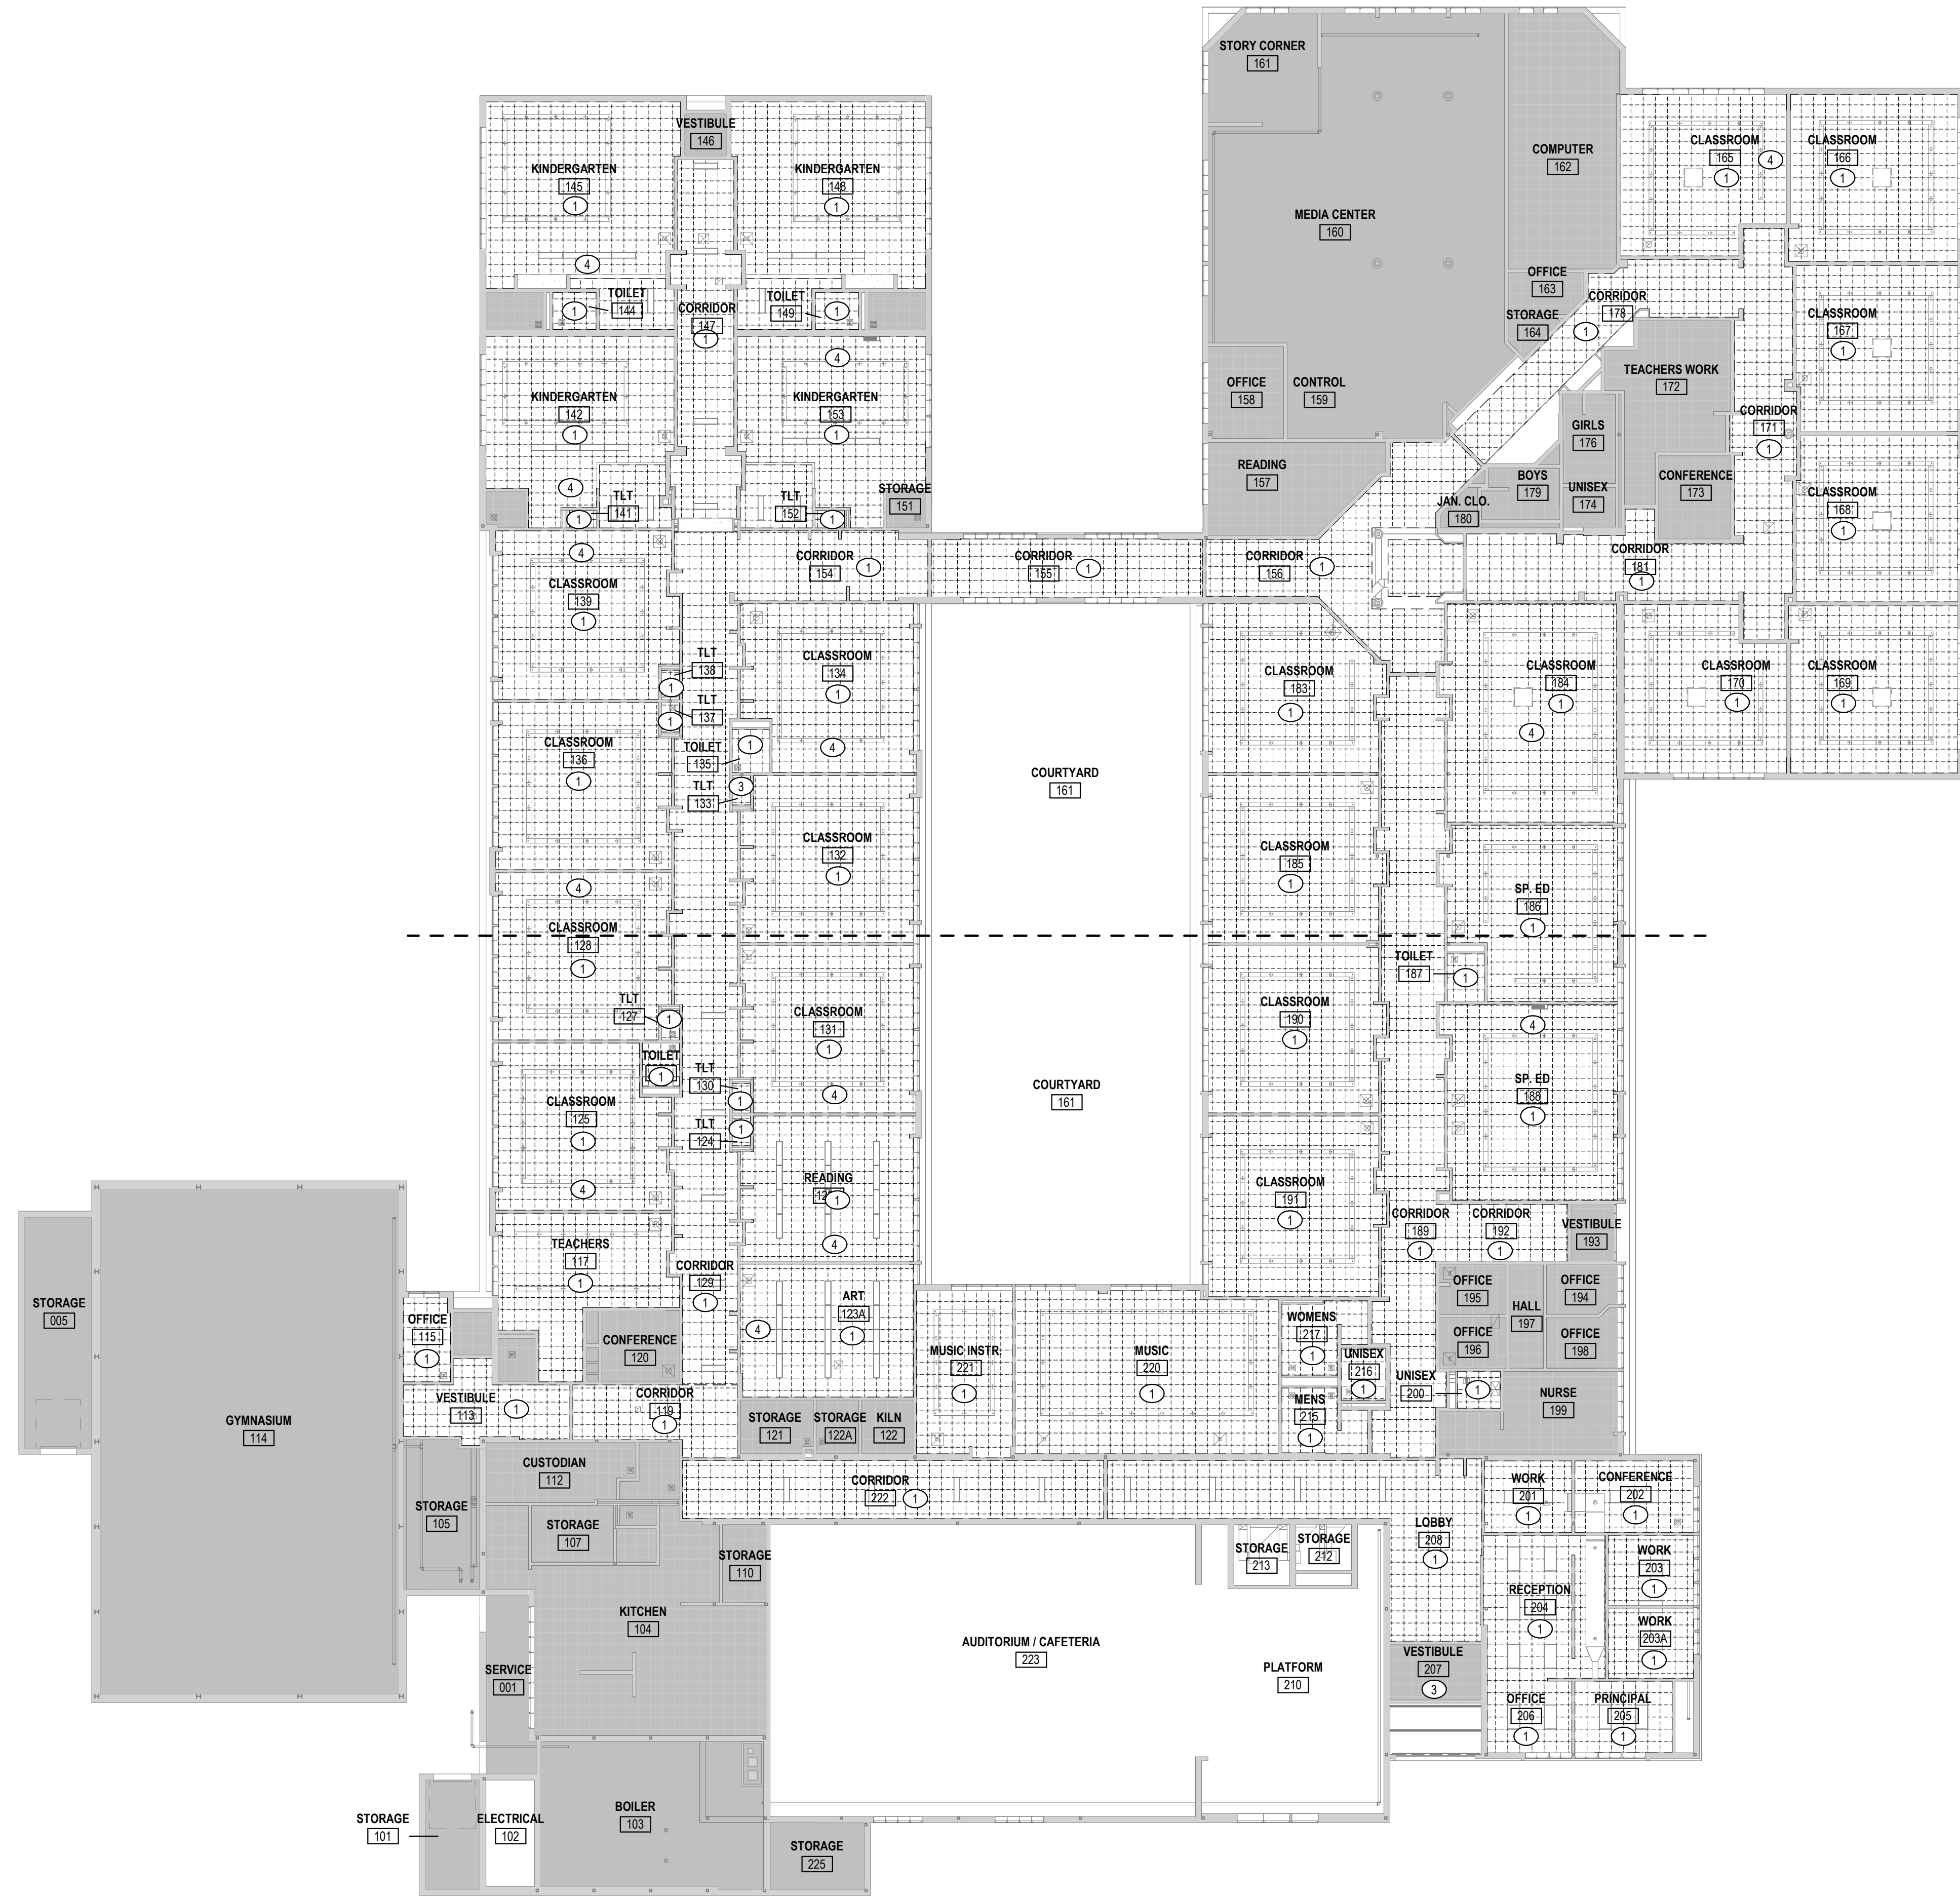 STORY CORNER
161
VESTIBULE
146
COMPUTER
162
CLASSROOM
165
4
1
CLASSROOM
166
1
KINDERGARTEN
145
1
4
KINDERGARTEN
148
1
MEDIA CENTER
160
OFFICE
163
STORAGE
164
CORRIDOR
178
1
TOILET
144
1
CORRIDOR
147
1
TOILET
149
1
CLASSROOM
167
1
TEACHERS WORK
172
KINDERGARTEN
142
1
4
4
KINDERGARTEN
153
1
OFFICE
158
CONTROL
159
GIRLS
176
CORRIDOR
171
1
READING
157
BOYS
179
UNISEX
174
CONFERENCE
173
JAN. CLO.
180
CLASSROOM
168
1
TLT
141
1
TLT
152
1
STORAGE
151
CORRIDOR
154
1
CORRIDOR
155
1
CORRIDOR
156
1
CORRIDOR
181
1
4
CLASSROOM
139
1
TLT
138
1
TLT
137
1
CLASSROOM
134
1
4
CLASSROOM
183
1
CLASSROOM
184
1
4
CLASSROOM
170
1
CLASSROOM
169
1
CLASSROOM
136
1
TOILET
135
1
TLT
133
3
COURTYARD
161
CLASSROOM
132
1
CLASSROOM
185
1
SP. ED
186
1
4
CLASSROOM
128
1
TOILET
187
1
TLT
127
1
CLASSROOM
131
1
4
CLASSROOM
190
1
4
SP. ED
188
1
TOILET
1
TLT
130
1
TLT
124
1
COURTYARD
161
CLASSROOM
125
1
4
READING
1
4
CLASSROOM
191
1
CORRIDOR
189
1
CORRIDOR
192
1
VESTIBULE
193
TEACHERS
117
1
CORRIDOR
129
1
ART
123A
1
4
STORAGE
005
OFFICE
115
1
CONFERENCE
120
MUSIC INSTR.
221
1
MUSIC
220
1
WOMENS
217
1
UNISEX
216
1
OFFICE
195
HALL
197
OFFICE
194
OFFICE
196
OFFICE
198
UNISEX
200
1
NURSE
199
GYMNASIUM
114
VESTIBULE
113
1
CORRIDOR
119
1
STORAGE
121
STORAGE
122A
KILN
122
MENS
215
1
CUSTODIAN
112
CORRIDOR
222
1
WORK
201
1
CONFERENCE
202
1
STORAGE
105
STORAGE
107
STORAGE
110
STORAGE
213
STORAGE
212
LOBBY
208
1
WORK
203
1
RECEPTION
204
1
WORK
203A
1
KITCHEN
104
AUDITORIUM / CAFETERIA
223
PLATFORM
210
VESTIBULE
207
3
SERVICE
001
OFFICE
206
1
PRINCIPAL
205
1
STORAGE
101
ELECTRICAL
102
BOILER
103
STORAGE
225